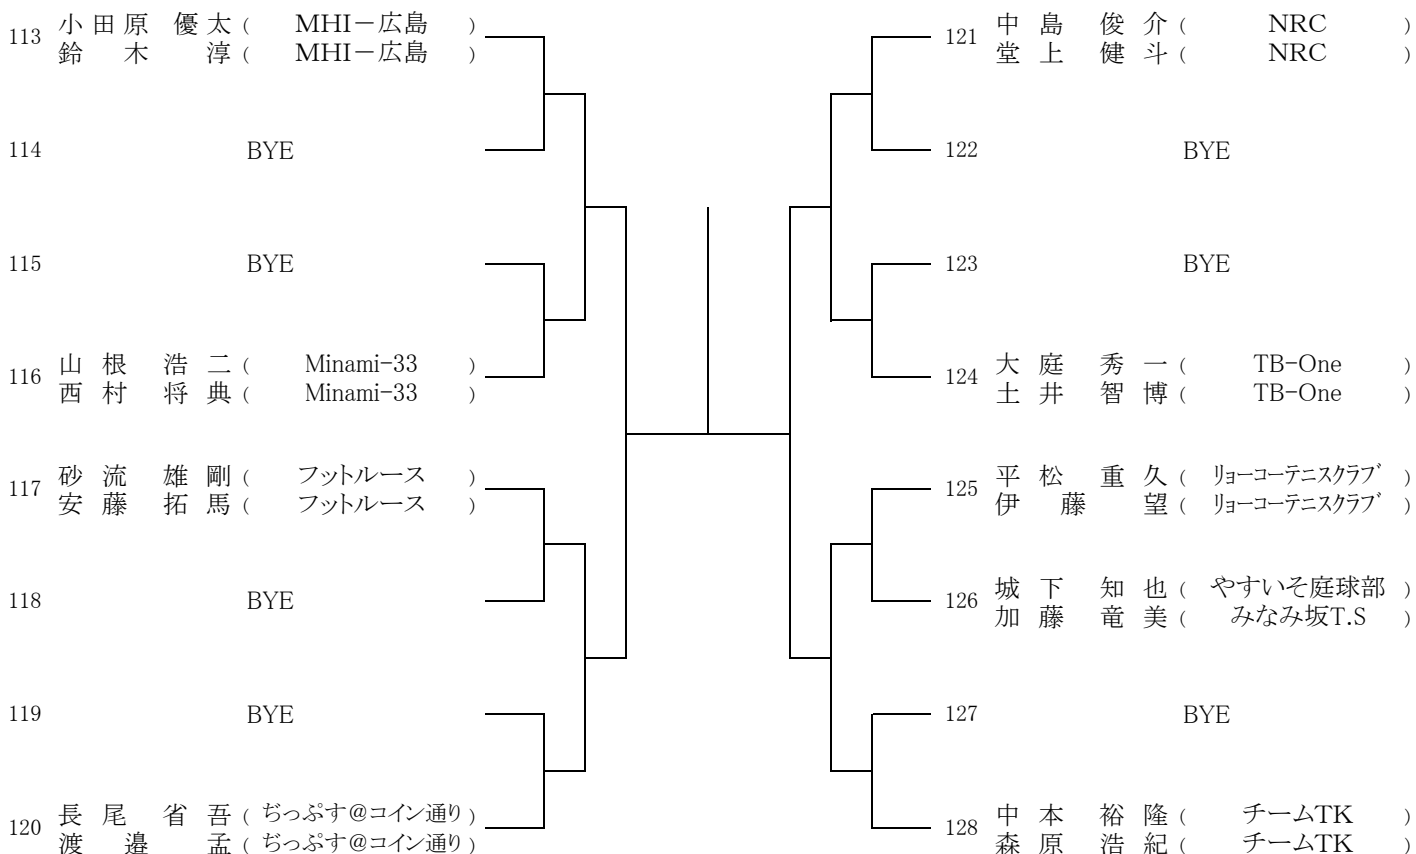 113 小田原 優太 ( MHI－広島 )
鈴木 淳 ( MHI－広島 )
114 BYE
115 BYE
116 山根 浩二 ( Minami-33 )
西村 将典 ( Minami-33 )
117 砂流 雄剛 ( フットルース )
安藤 拓馬 ( フットルース )
118 BYE
119 BYE
120 長尾 省吾 ( ぢっぷす@コイン通り )
渡邉 孟 ( ぢっぷす@コイン通り )
121 中島 俊介 ( NRC )
堂上 健斗 ( NRC )
122 BYE
123 BYE
124 大庭 秀一 ( TB-One )
土井 智博 ( TB-One )
125 平松 重久 ( ﾘｮｰｺｰﾃﾆｽｸﾗﾌﾞ )
伊藤 望 ( ﾘｮｰｺｰﾃﾆｽｸﾗﾌﾞ )
126 城下 知也 ( やすいそ庭球部 )
加藤 竜美 ( みなみ坂T.S )
127 BYE
128 中本 裕隆 ( チームTK )
森原 浩紀 ( チームTK )